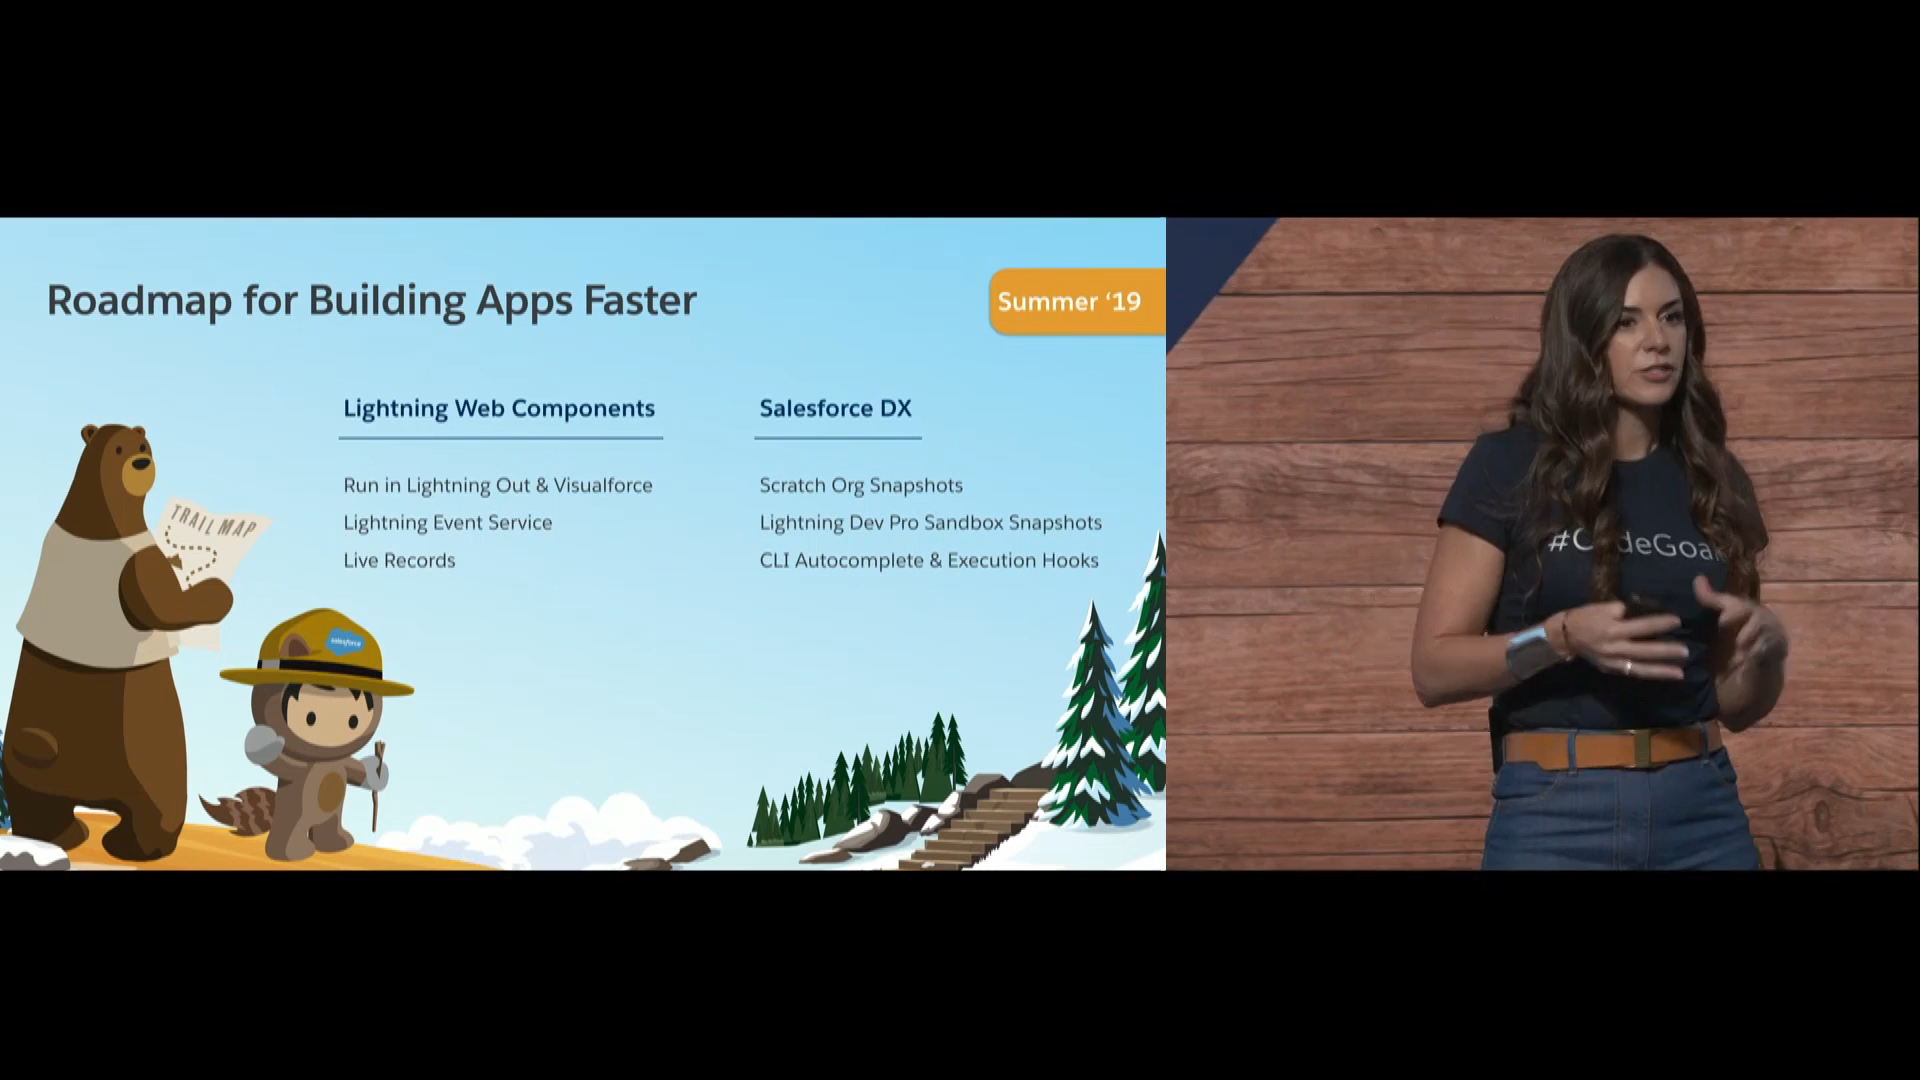 Roadmap for Building Apps Faster
Summer ‘19
Lightning Web Components
Run in Lightning Out & Visualforce
Lightning Event Service
Live Records
Salesforce DX
Scratch Org Snapshots
Lightning Dev Pro Sandbox Snapshots
CLI Autocomplete & Execution Hooks
TRAIL MAP
salesforce